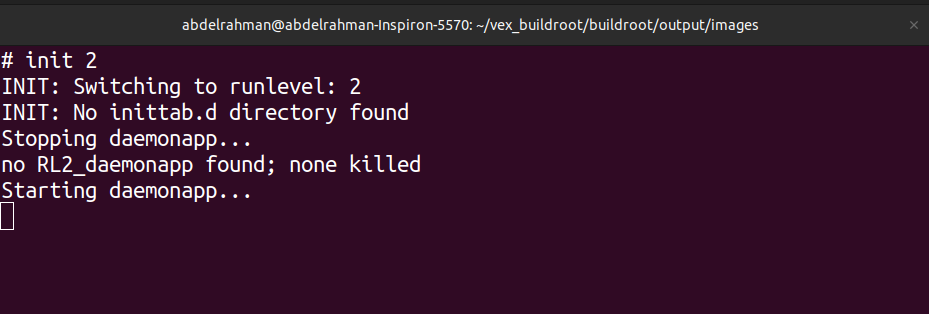 abdelrahman@abdelrahman-Inspiron-5570: ~/vex_buildroot/buildroot/output/images
# init 2
INIT: Switching to runlevel: 2
INIT: No inittab.d directory found
Stopping daemonapp...
no RL2_daemonapp found; none killed
Starting daemonapp...